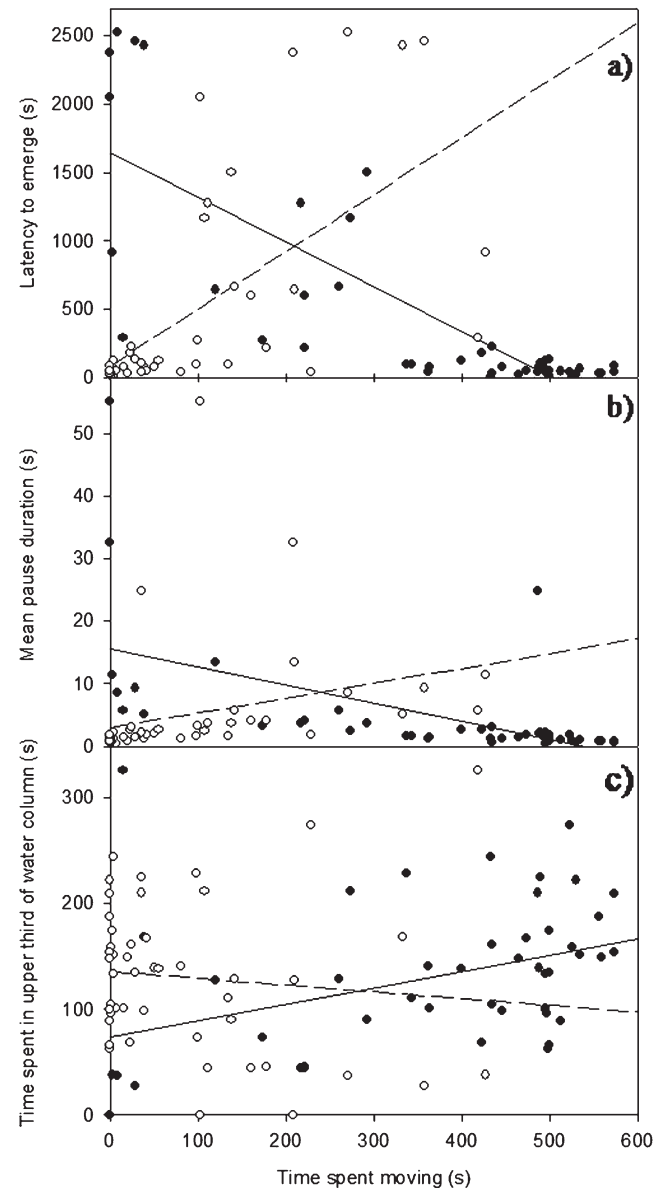 2500
2000
1500
1000
500
0
Latency to emerge (s)
a)
50
40
30
20
10
0
Mean pause duration (s)
b)
300
200
100
0
Time spent in upper third of water column (s)
c)
0 100 200 300 400 500 600
Time spent moving (s)